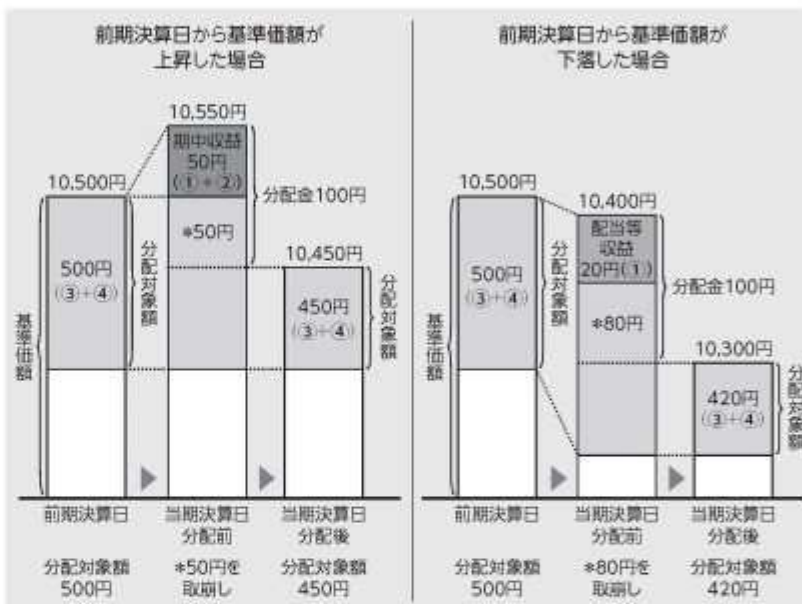 前期決算日から基準価額が
上昇した場合
10,550円
期中収益
50円
(①+②)
10,500円
分配金100円
*50円
10,450円
500円
(③+④)
分配対象額
450円
(③+④)
分配対象額
基準価額
前期決算日
当期決算日
分配前
当期決算日
分配後
分配対象額
500円
*50円を
取崩し
分配対象額
450円
前期決算日から基準価額が
下落した場合
10,500円
10,400円
配当等
収益
20円(①)
分配金100円
500円
(③+④)
分配対象額
*80円
10,300円
420円
(③+④)
分配対象額
基準価額
前期決算日
当期決算日
分配前
当期決算日
分配後
分配対象額
500円
*80円を
取崩し
分配対象額
420円